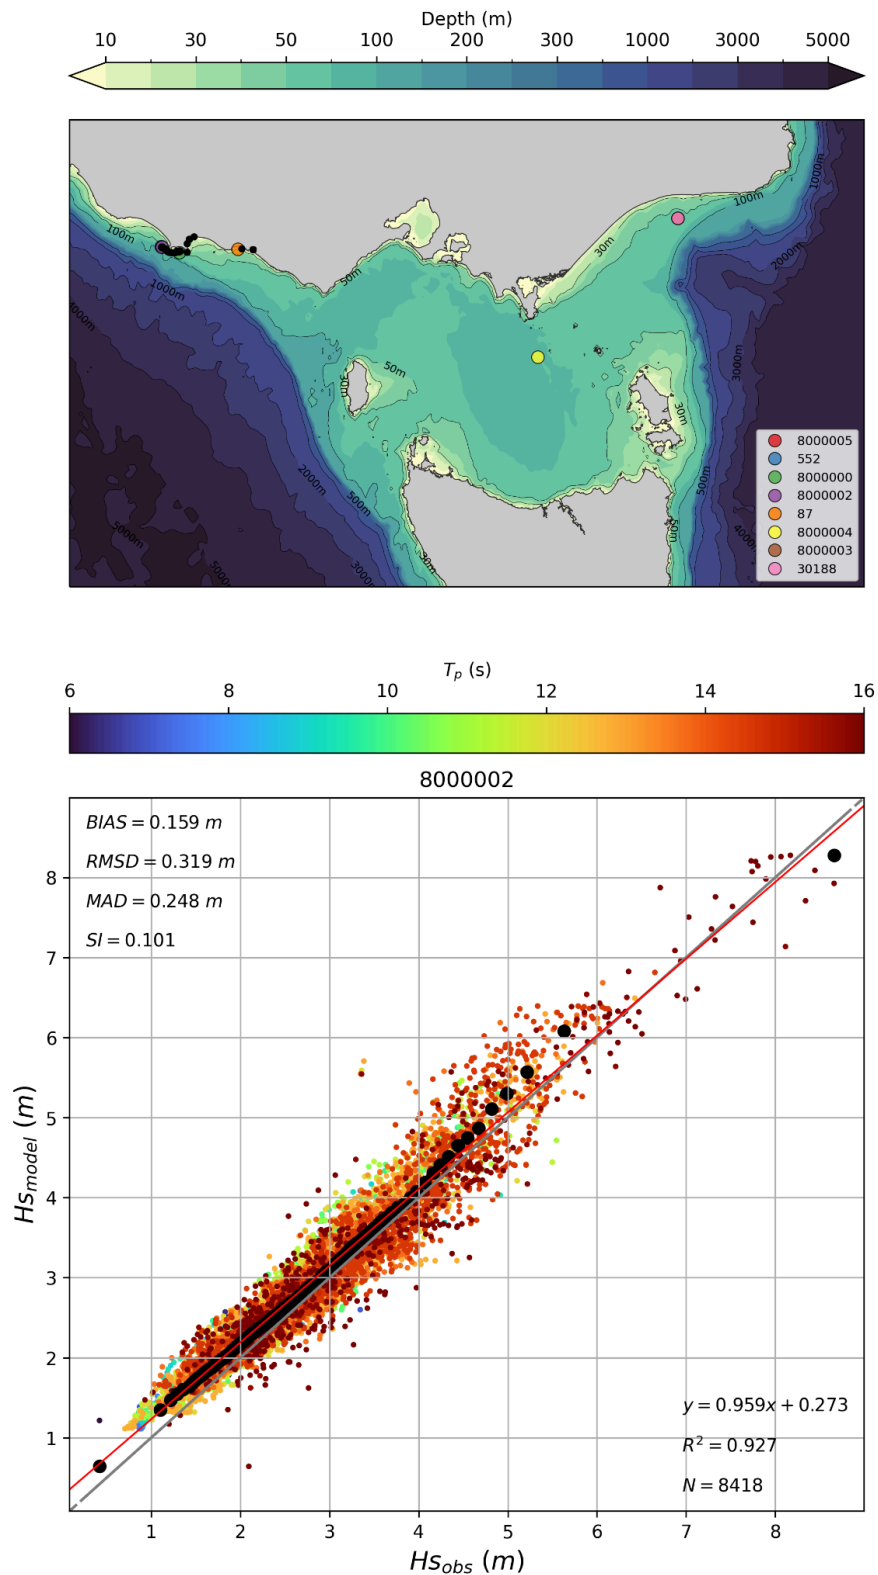 Depth (m)
10 30 50 100 200 300 1000 3000 5000
1000m
100m
30m
100m
2000m
50m
1000m
4000m
3000m
50m
30m
30m
8000005
552
8000000
8000002
87
8000004
8000003
30188
2000m
500m
500m
5000m
50m
4000m
30m
3000m
5000m
T_p (s)
6 8 10 12 14 16
8000002
BIAS = 0.159 m
RMSD = 0.319 m
MAD = 0.248 m
SI = 0.101
8
7
6
5
4
3
2
1
Hs_model (m)
y = 0.959x + 0.273
R² = 0.927
N = 8418
1 2 3 4 5 6 7 8
Hs_obs (m)